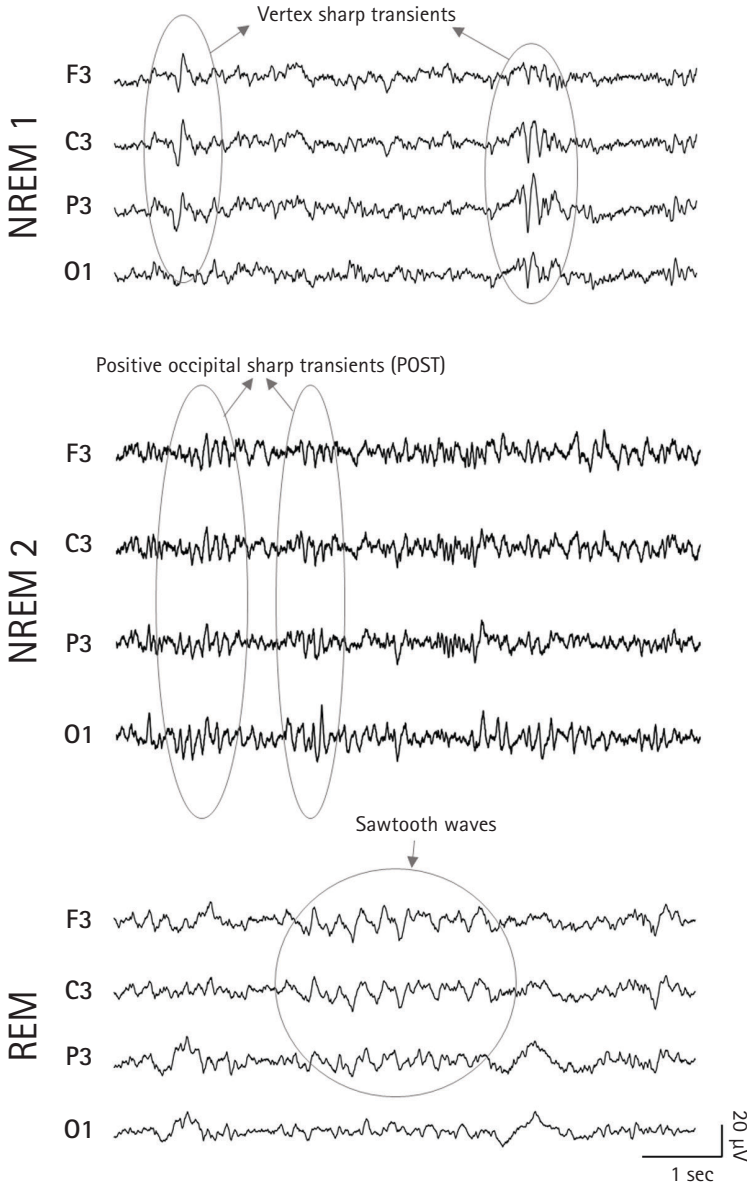 Vertex sharp transients
NREM 1
F3
C3
P3
O1
Positive occipital sharp transients (POST)
NREM 2
F3
C3
P3
O1
Sawtooth waves
REM
F3
C3
P3
O1
20 μV
1 sec